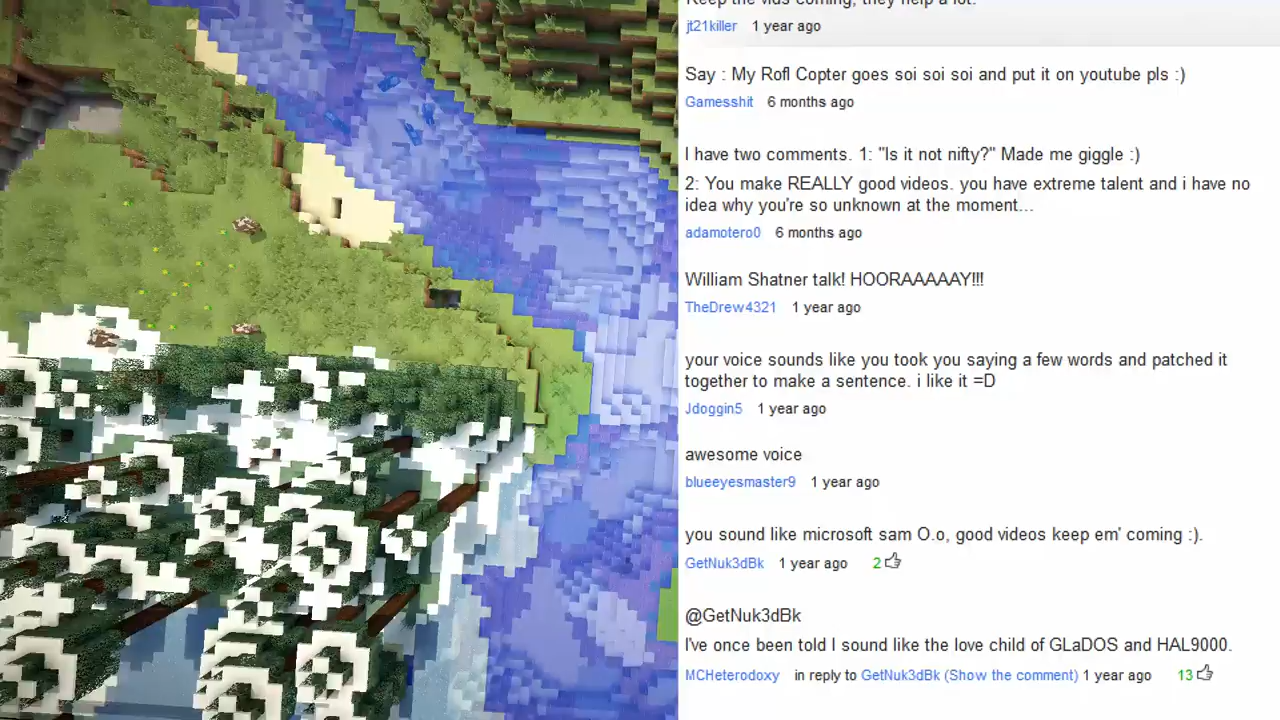 Keep the vids coming, they help a lot.
jt21killer 1 year ago
Say : My Rofl Copter goes soi soi soi and put it on youtube pls :)
Gamesshit 6 months ago
I have two comments. 1: "Is it not nifty?" Made me giggle :)
2: You make REALLY good videos. you have extreme talent and i have no
idea why you're so unknown at the moment...
adamotero0 6 months ago
William Shatner talk! HOORAAAAAY!!!
TheDrew4321 1 year ago
your voice sounds like you took you saying a few words and patched it
together to make a sentence. i like it =D
Jdoggin5 1 year ago
awesome voice
blueeyesmaster9 1 year ago
you sound like microsoft sam O.o, good videos keep em' coming :).
GetNuk3dBk 1 year ago 2
@GetNuk3dBk
I've once been told I sound like the love child of GLaDOS and HAL9000.
MCHeterodoxy in reply to GetNuk3dBk (Show the comment) 1 year ago 13